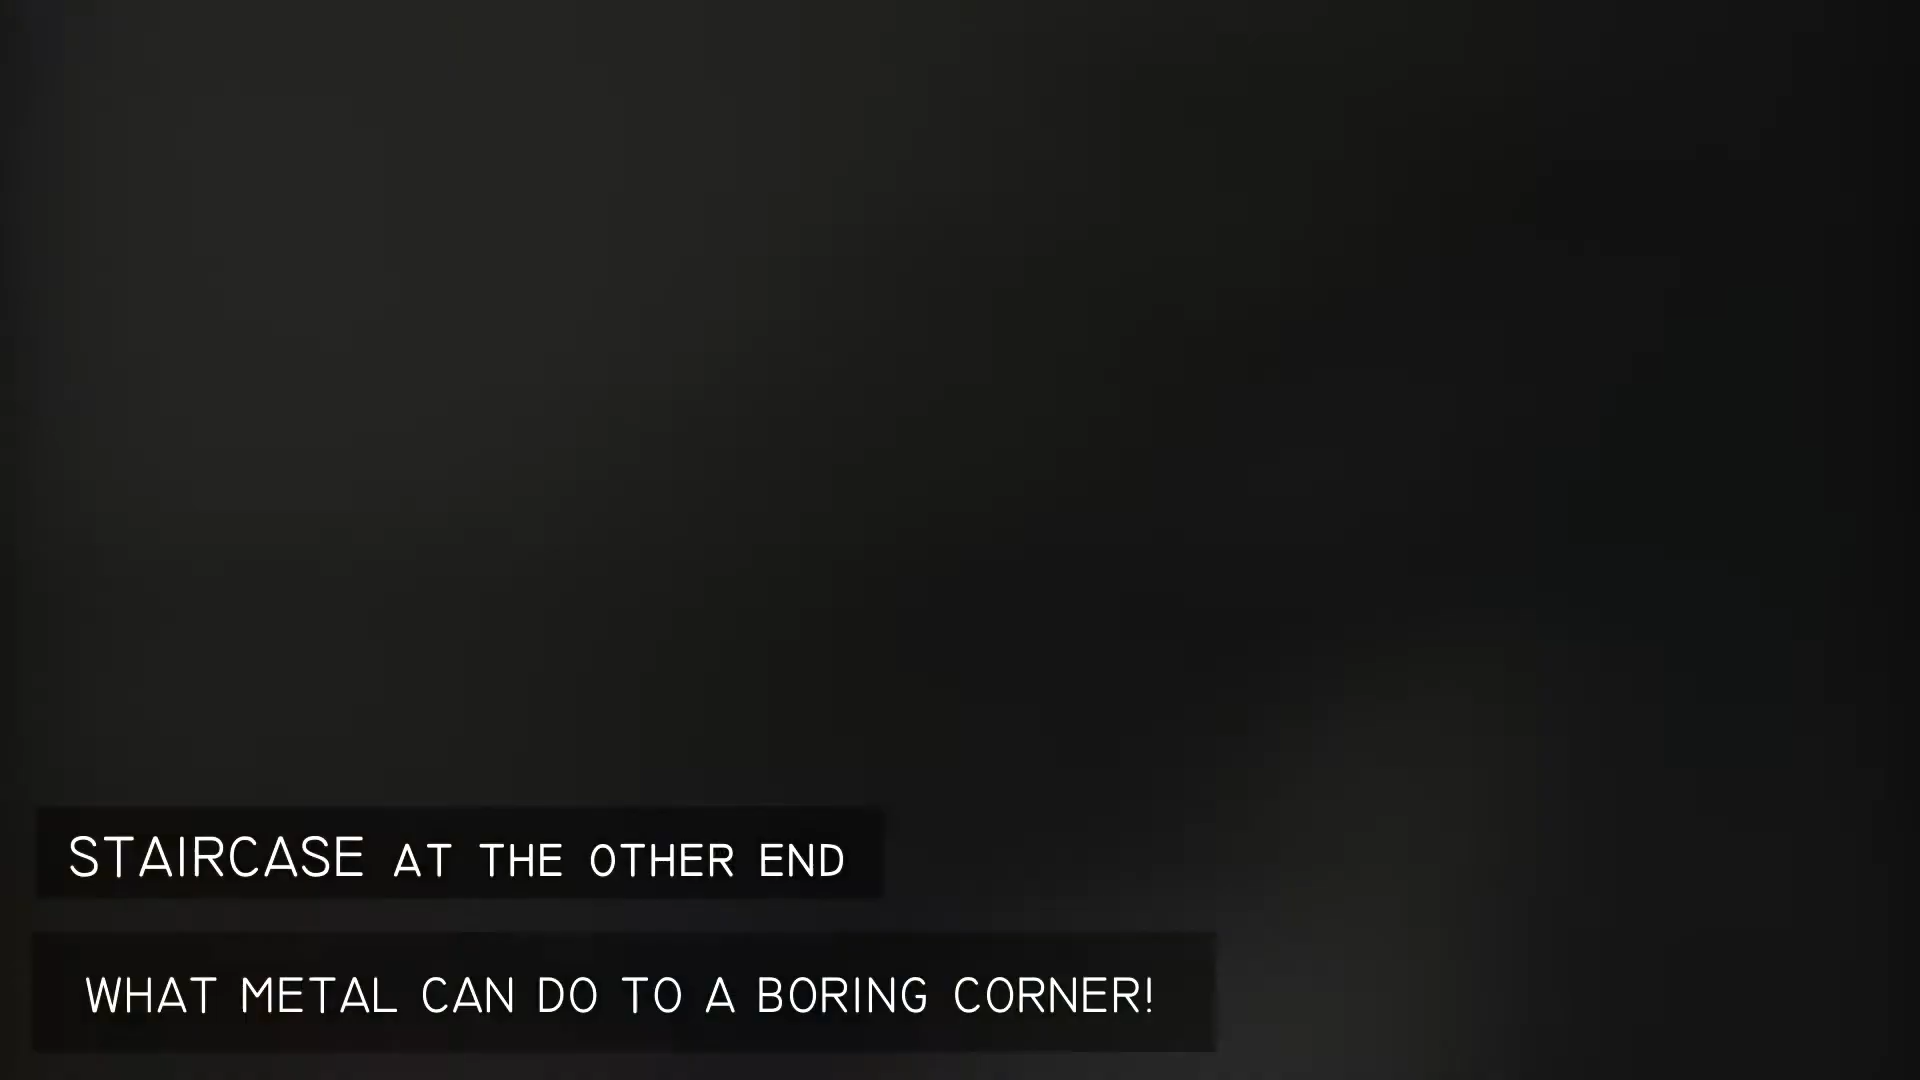 STAIRCASE AT THE OTHER END
WHAT METAL CAN DO TO A BORING CORNER!